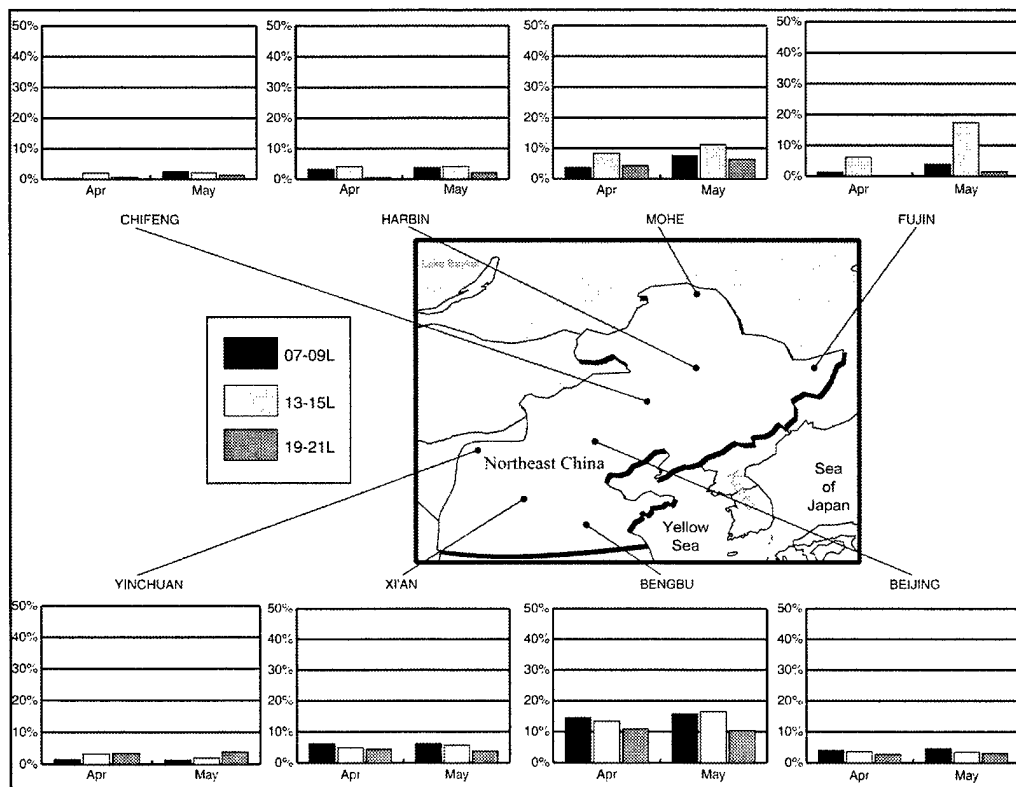 50% 50% 50% 50%
40% 40% 40% 40%
30% 30% 30% 30%
20% 20% 20% 20%
10% 10% 10% 10%
0% 0% 0% 0%
Apr May Apr May Apr May Apr May
CHIFENG HARBIN MOHE FUJIN
Lake Baykal
07-09L
13-15L
19-21L
Northeast China
Sea
of
Japan
Yellow
Sea
YINCHUAN XI'AN BENGBU BEIJING
50% 50% 50% 50%
40% 40% 40% 40%
30% 30% 30% 30%
20% 20% 20% 20%
10% 10% 10% 10%
0% 0% 0% 0%
Apr May Apr May Apr May Apr May